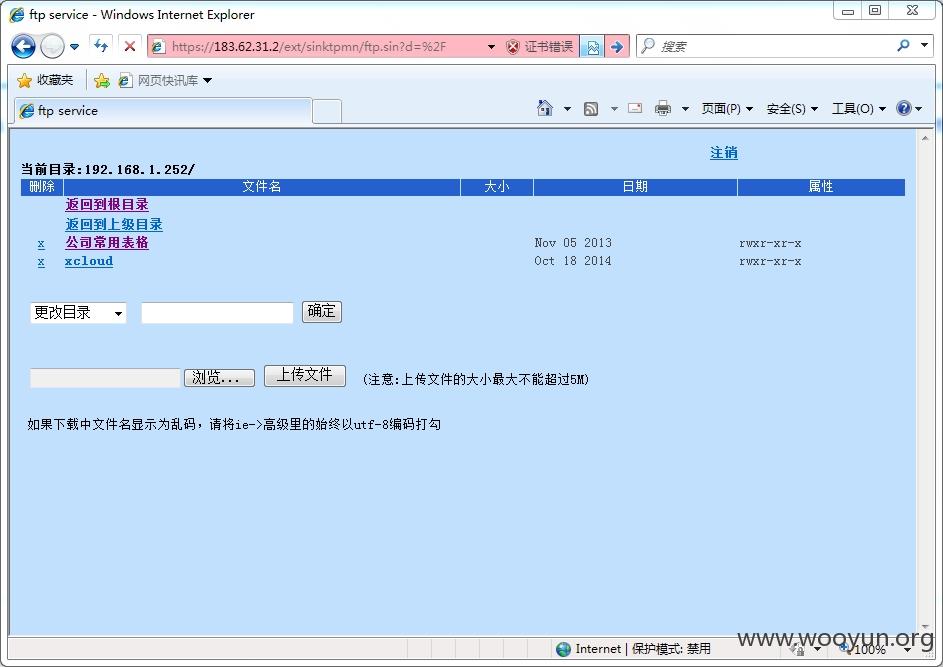 ftp service - Windows Internet Explorer
https://183.62.31.2/ext/sinktpmn/ftp.sin?d=%2F 证书错误 搜索
收藏夹 网页快讯库
ftp service 页面(P) 安全(S) 工具(O)
注销
当前目录:192.168.1.252/
删除 文件名 大小 日期 属性
返回到根目录
返回到上级目录
x 公司常用表格 Nov 05 2013 rwxr-xr-x
x xcloud Oct 18 2014 rwxr-xr-x
更改目录 确定
浏览... 上传文件 (注意:上传文件的大小最大不能超过5M)
如果下载中文件名显示为乱码，请将ie->高级里的始终以utf-8编码打勾
www.wooyun.org
Internet | 保护模式: 禁用 100%